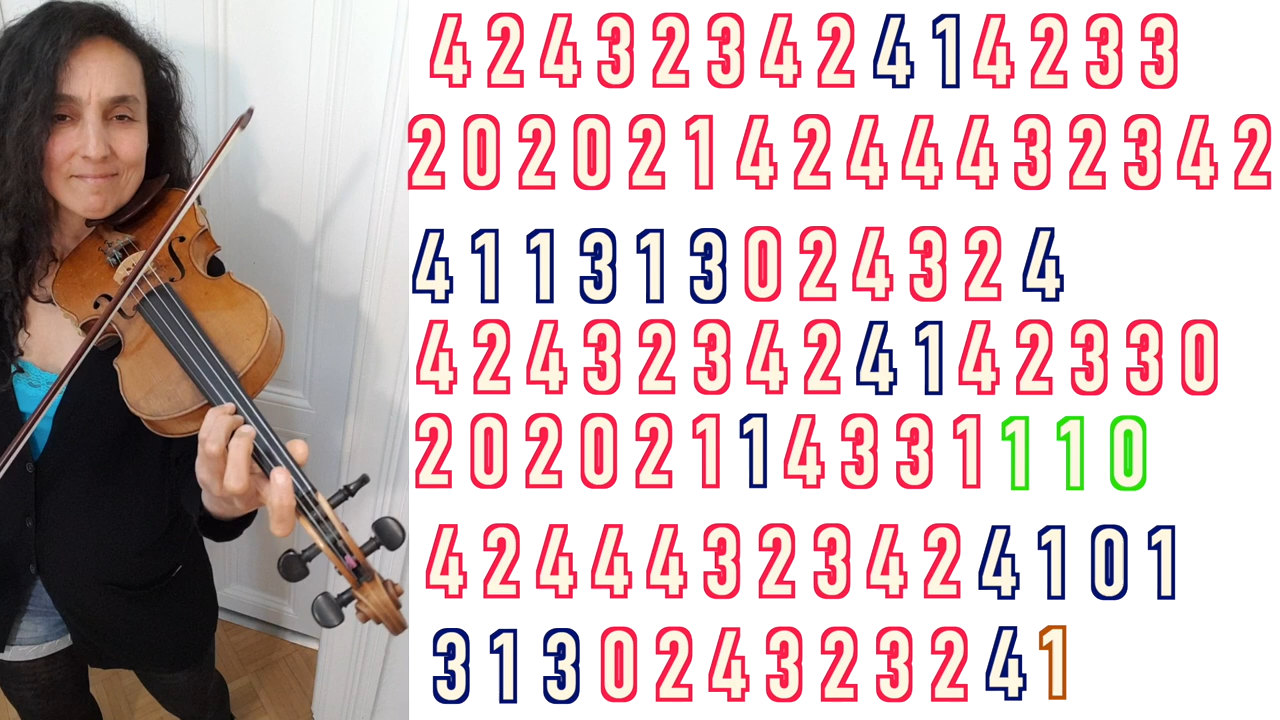 4 2 4 3 2 3 4 2 4 1 4 2 3 3
2 0 2 0 2 1 4 2 4 4 4 3 2 3 4 2
4 1 1 3 1 3 0 2 4 3 2 4
4 2 4 3 2 3 4 2 4 1 4 2 3 3 0
2 0 2 0 2 1 1 4 3 3 1 1 1 0
4 2 4 4 4 3 2 3 4 2 4 1 0 1
3 1 3 0 2 4 3 2 3 2 4 1